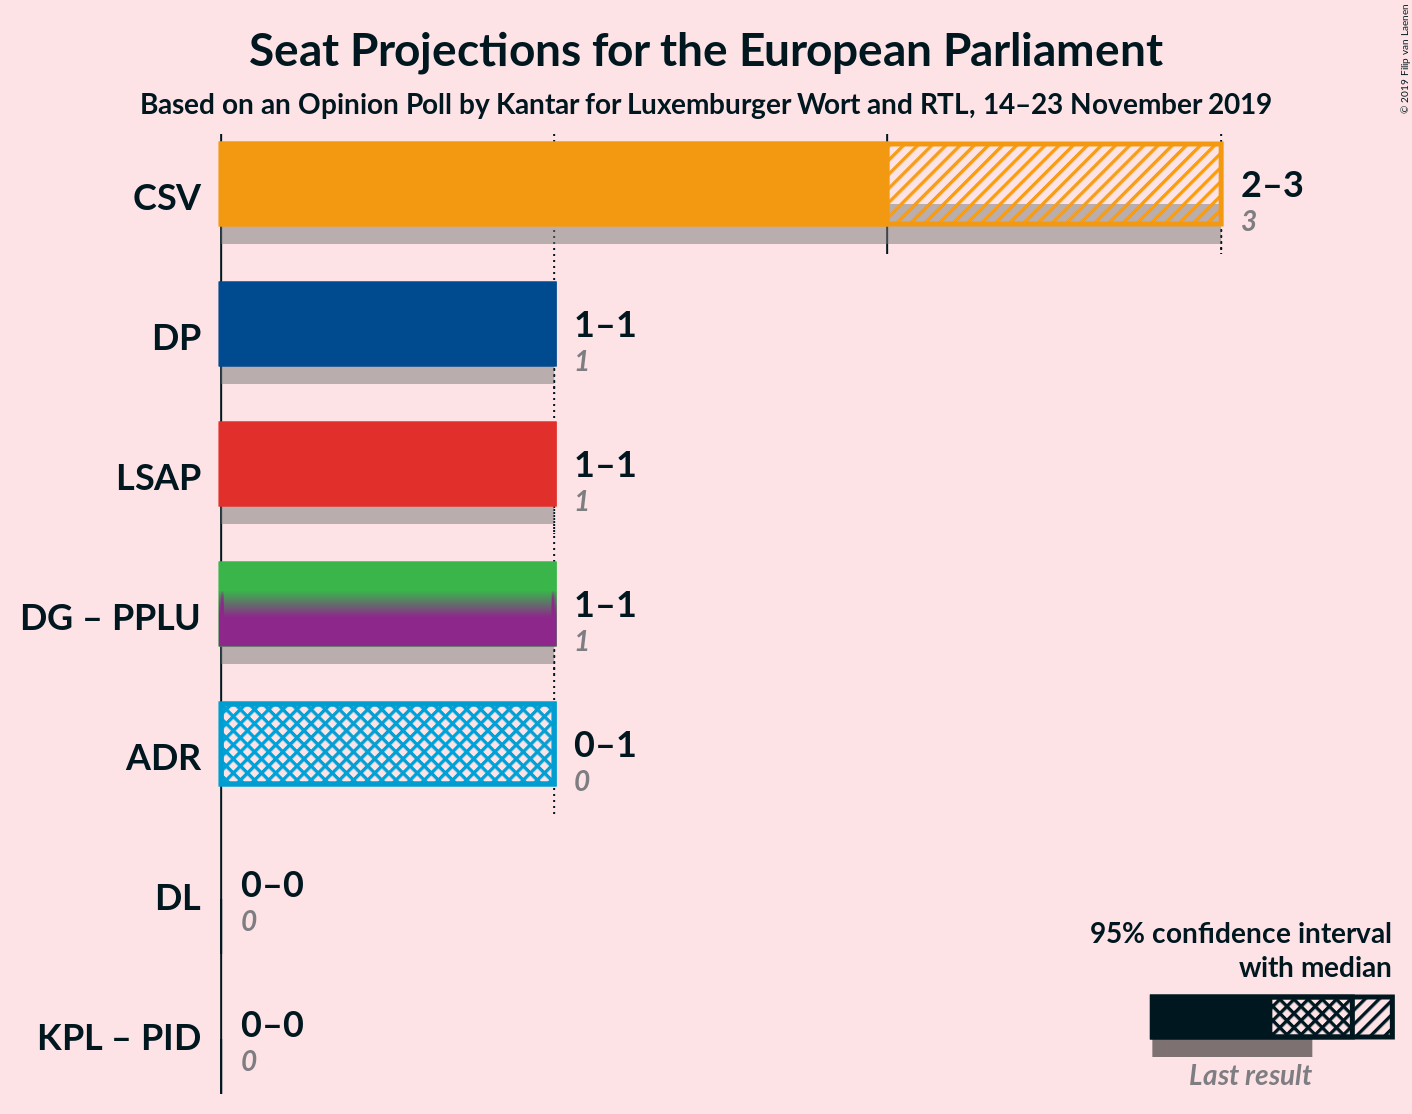 Seat Projections for the European Parliament
Based on an Opinion Poll by Kantar for Luxemburger Wort and RTL, 14–23 November 2019
© 2019 Filip van Laenen
CSV
2–3
3
DP
1–1
1
LSAP
1–1
1
DG – PPLU
1–1
1
ADR
0–1
0
DL
0–0
0
KPL – PID
0–0
0
95% confidence interval
with median
Last result